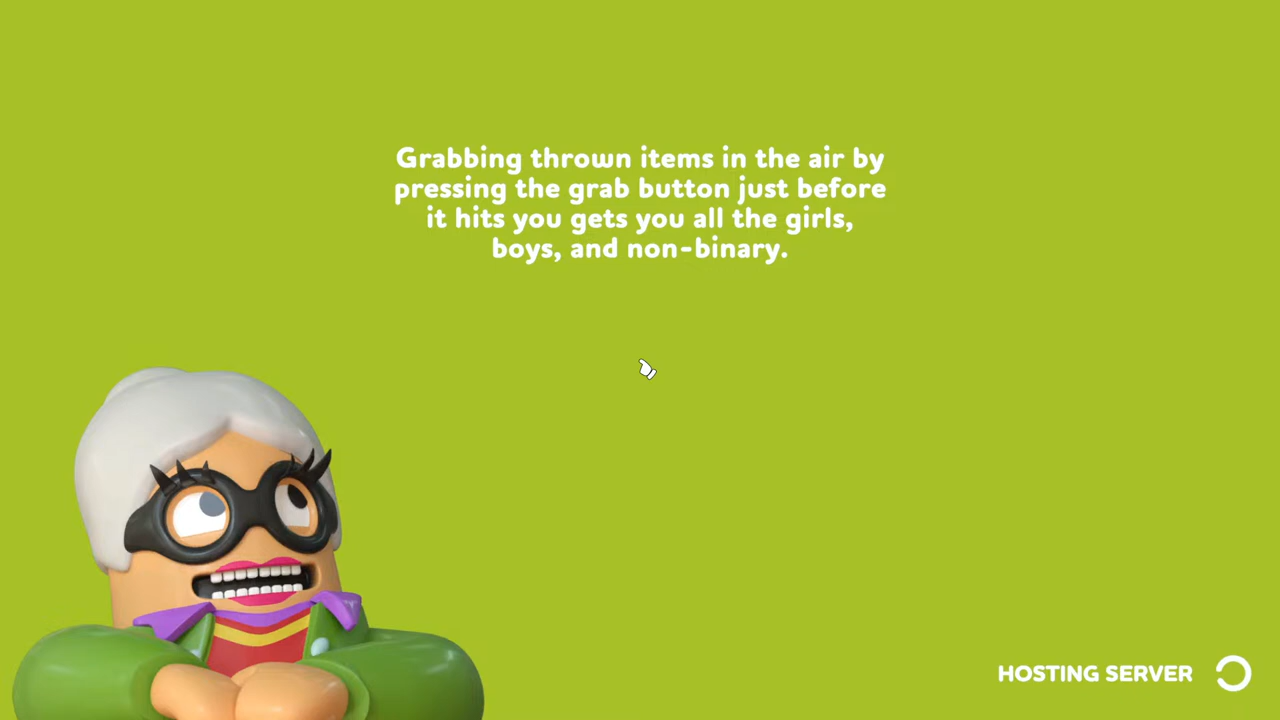 Grabbing thrown items in the air by
pressing the grab button just before
it hits you gets you all the girls,
boys, and non-binary.
HOSTING SERVER